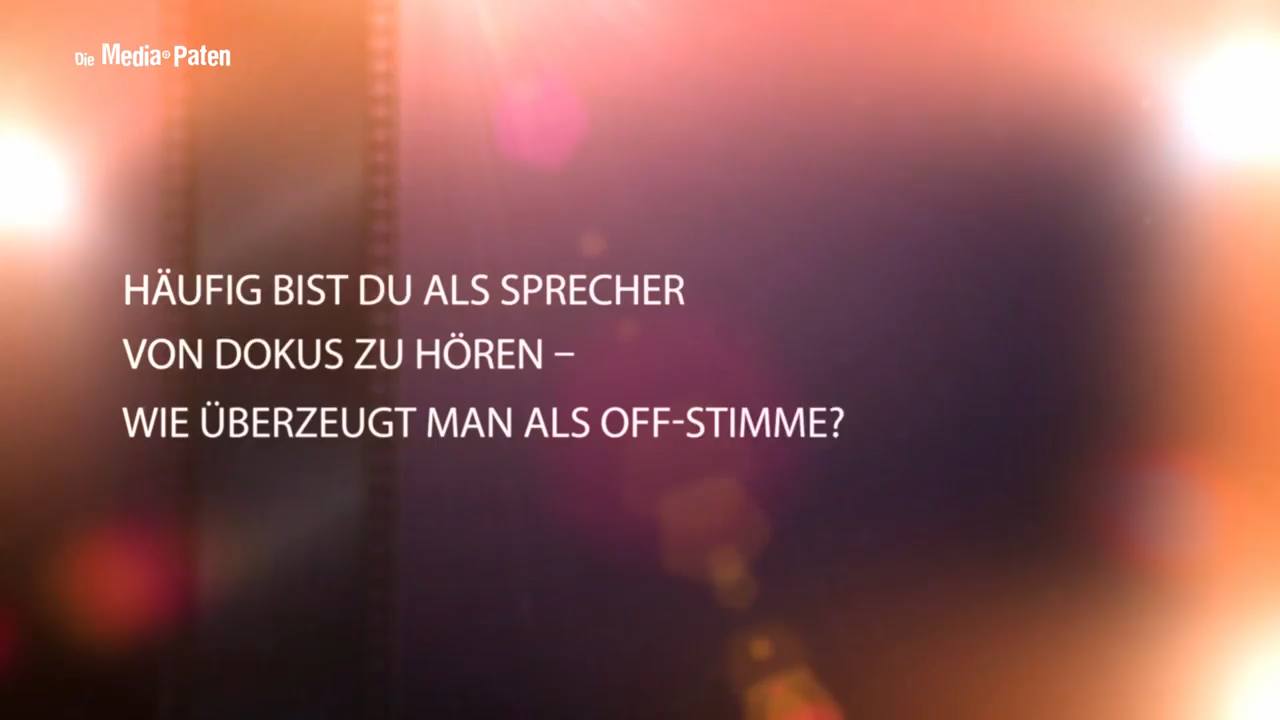 Die Media Paten
HÄUFIG BIST DU ALS SPRECHER
VON DOKUS ZU HÖREN –
WIE ÜBERZEUGT MAN ALS OFF-STIMME?